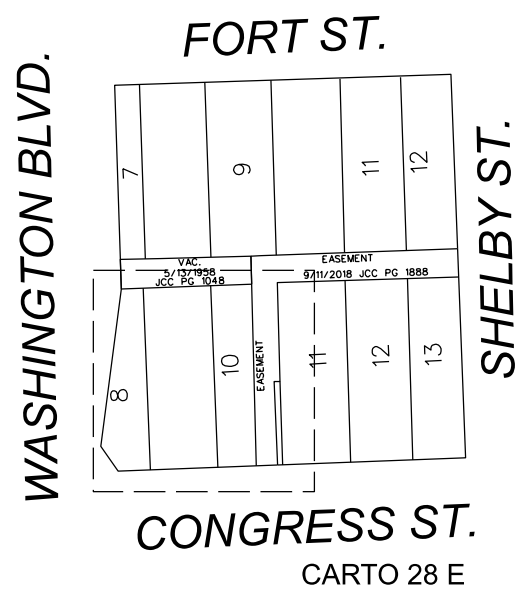 FORT ST.
WASHINGTON BLVD.
SHELBY ST.
7
9
11
12
VAC.
5/13/1958
JCC PG 1048
EASEMENT
9/11/2018 JCC PG 1888
8
10
EASEMENT
11
12
13
CONGRESS ST.
CARTO 28 E